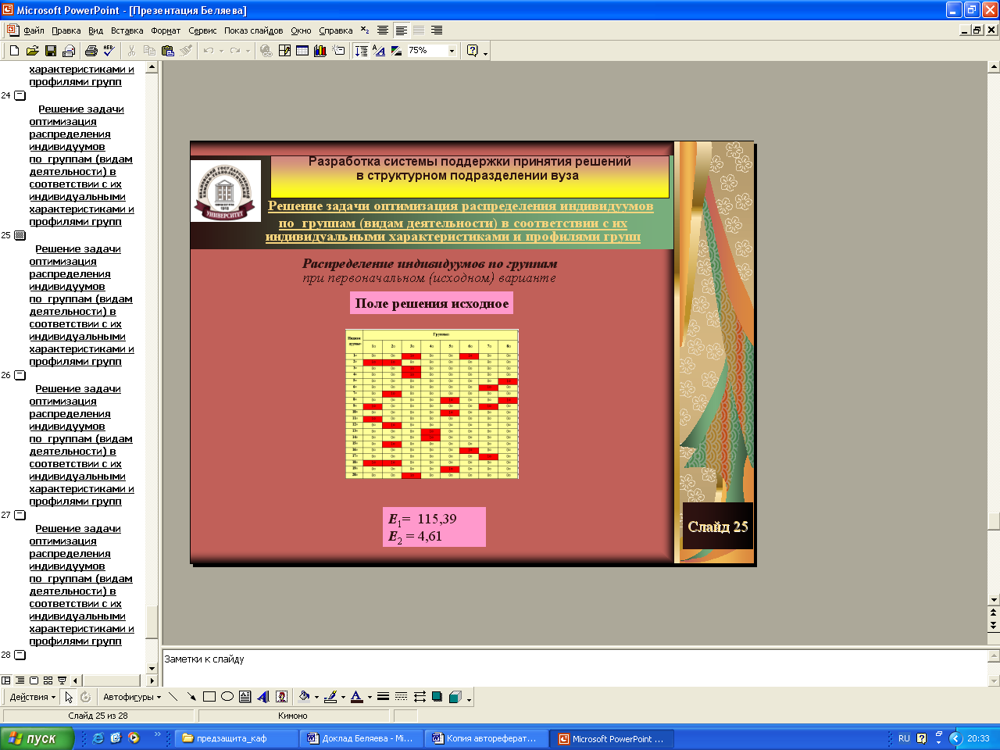 Microsoft PowerPoint - [Презентация Беляева]
Файл Правка Вид Вставка Формат Сервис Показ слайдов Окно Справка
75%
характеристиками и
профилями групп
24
Решение задачи
оптимизация
распределения
индивидуумов
по группам (видам
деятельности) в
соответствии с их
индивидуальными
характеристиками и
профилями групп
25
Решение задачи
оптимизация
распределения
индивидуумов
по группам (видам
деятельности) в
соответствии с их
индивидуальными
характеристиками и
профилями групп
26
Решение задачи
оптимизация
распределения
индивидуумов
по группам (видам
деятельности) в
соответствии с их
индивидуальными
характеристиками и
профилями групп
27
Решение задачи
оптимизация
распределения
индивидуумов
по группам (видам
деятельности) в
соответствии с их
индивидуальными
характеристиками и
профилями групп
28
Разработка системы поддержки принятия решений
в структурном подразделении вуза
УНИВЕРСИТЕТ
Решение задачи оптимизация распределения индивидуумов
по группам (видам деятельности) в соответствии с их
индивидуальными характеристиками и профилями групп
Распределение индивидуумов по группам
при первоначальном (исходном) варианте
Поле решения исходное
E1= 115,39
E2 = 4,61
Слайд 25
Заметки к слайду
Действия Автофигуры
Слайд 25 из 28 Кимоно
пуск предзащита_каф Доклад Беляева - Mi... Копия автореферат... Microsoft PowerPoint ... RU 20:33